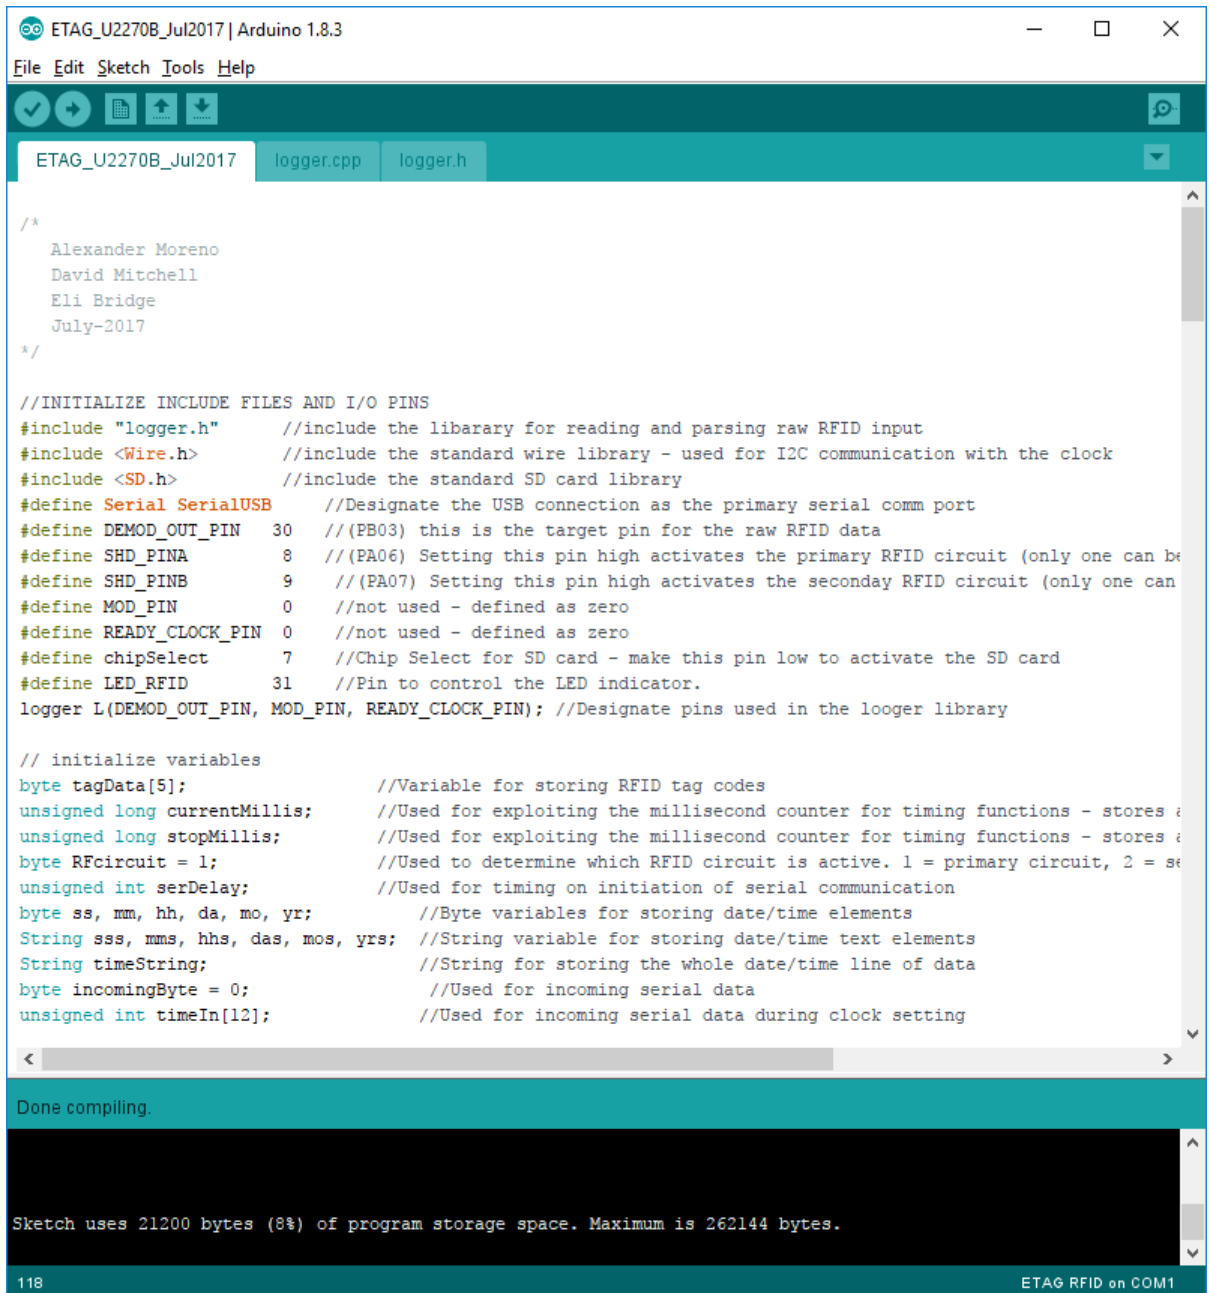 ETAG_U2270B_Jul2017 | Arduino 1.8.3
File Edit Sketch Tools Help
ETAG_U2270B_Jul2017 logger.cpp logger.h
/*
Alexander Moreno
David Mitchell
Eli Bridge
July-2017
*/
//INITIALIZE INCLUDE FILES AND I/O PINS
#include "logger.h" //include the libarary for reading and parsing raw RFID input
#include <Wire.h> //include the standard wire library - used for I2C communication with the clock
#include <SD.h> //include the standard SD card library
#define Serial SerialUSB //Designate the USB connection as the primary serial comm port
#define DEMOD_OUT_PIN 30 //(PB03) this is the target pin for the raw RFID data
#define SHD_PINA 8 //(PA06) Setting this pin high activates the primary RFID circuit (only one can be
#define SHD_PINB 9 //(PA07) Setting this pin high activates the seconday RFID circuit (only one can
#define MOD_PIN 0 //not used - defined as zero
#define READY_CLOCK_PIN 0 //not used - defined as zero
#define chipSelect 7 //Chip Select for SD card - make this pin low to activate the SD card
#define LED_RFID 31 //Pin to control the LED indicator.
logger L(DEMOD_OUT_PIN, MOD_PIN, READY_CLOCK_PIN); //Designate pins used in the looger library
// initialize variables
byte tagData[5]; //Variable for storing RFID tag codes
unsigned long currentMillis; //Used for exploiting the millisecond counter for timing functions - stores
unsigned long stopMillis; //Used for exploiting the millisecond counter for timing functions - stores
byte RFcircuit = 1; //Used to determine which RFID circuit is active. 1 = primary circuit, 2 =
unsigned int serDelay; //Used for timing on initiation of serial communication
byte ss, mm, hh, da, mo, yr; //Byte variables for storing date/time elements
String sss, mms, hhs, das, mos, yrs; //String variable for storing date/time text elements
String timeString; //String for storing the whole date/time line of data
byte incomingByte = 0; //Used for incoming serial data
unsigned int timeIn[12]; //Used for incoming serial data during clock setting
Done compiling.
Sketch uses 21200 bytes (8%) of program storage space. Maximum is 262144 bytes.
118 ETAG RFID on COM1